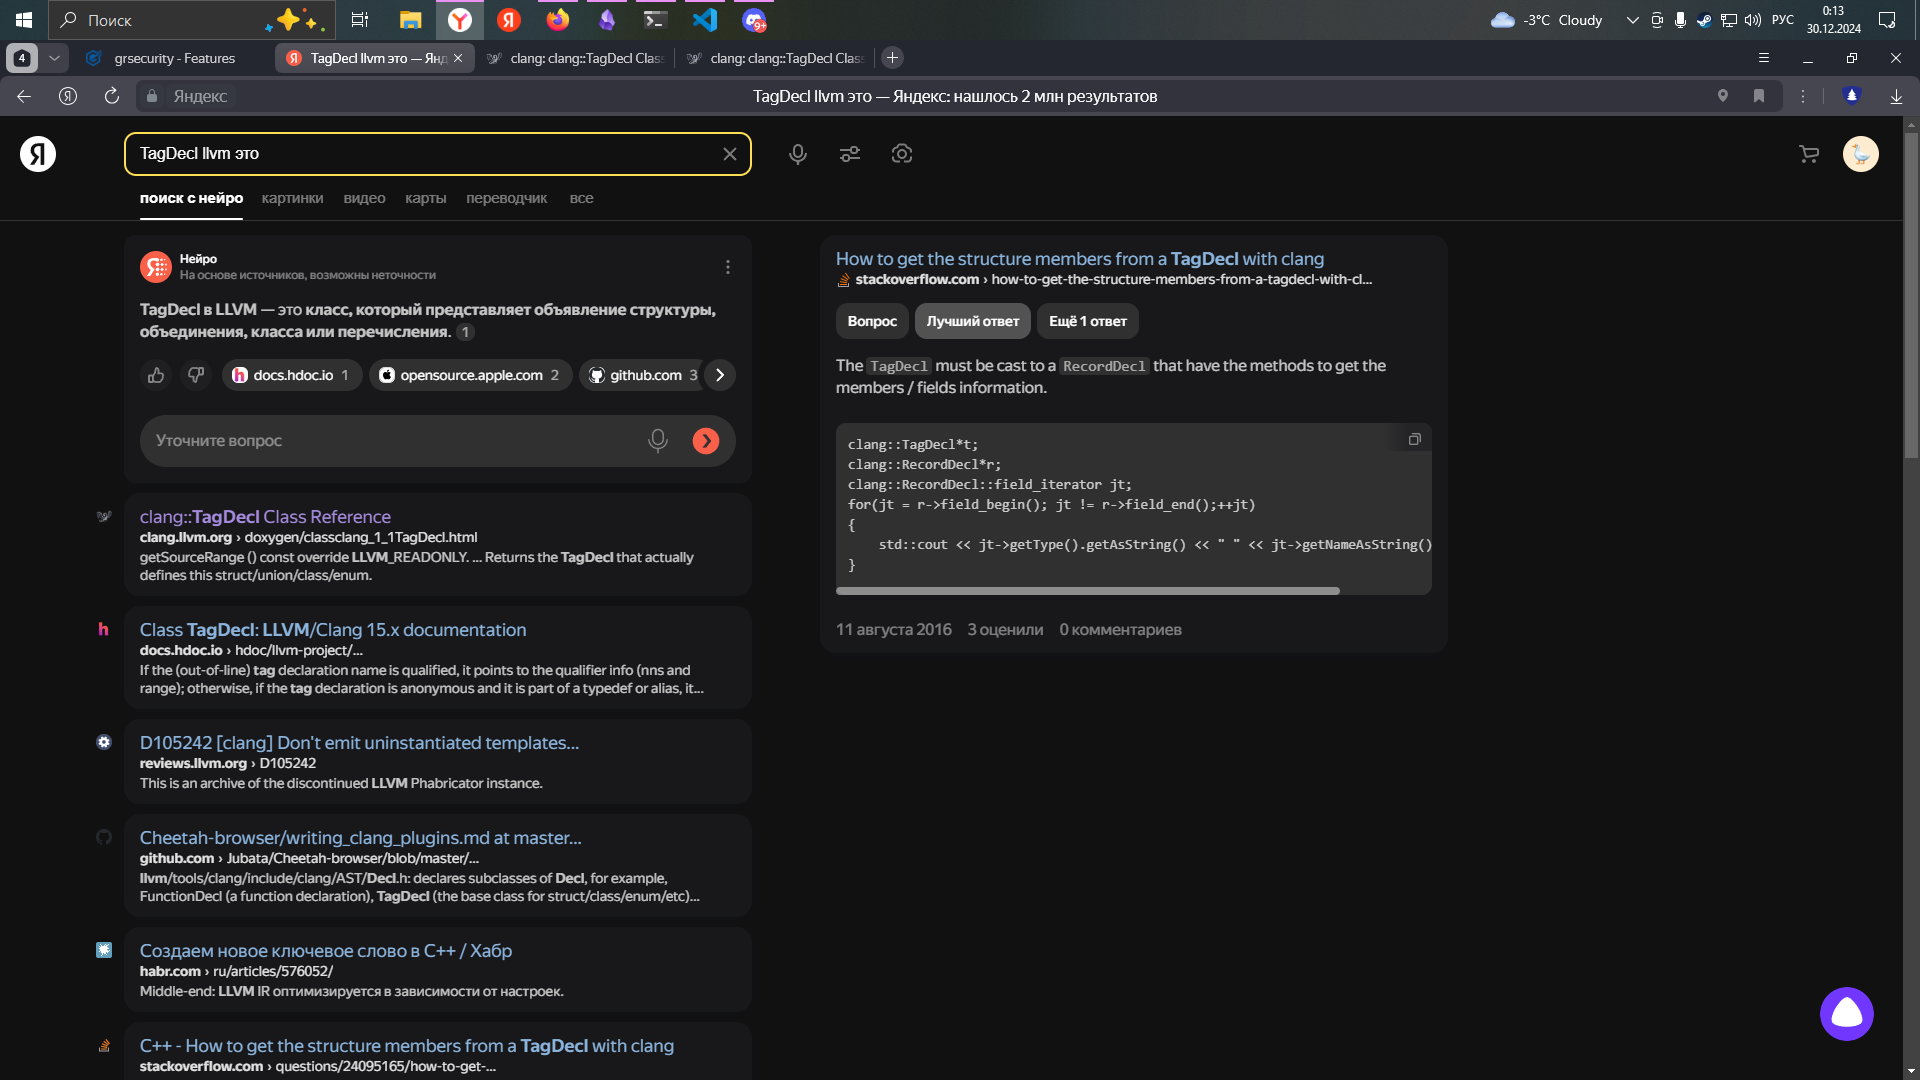 Поиск
9+
-3°C Cloudy
РУС
0:13
30.12.2024
4
grsecurity - Features
TagDecl llvm это — Янд
clang: clang::TagDecl Clas
clang: clang::TagDecl Clas
Яндекс
TagDecl llvm это — Яндекс: нашлось 2 млн результатов
Я
TagDecl llvm это
поиск с нейро
картинки
видео
карты
переводчик
все
Нейро
На основе источников, возможны неточности
TagDecl в LLVM — это класс, который представляет объявление структуры,
объединения, класса или перечисления. 1
docs.hdoc.io 1
opensource.apple.com 2
github.com 3
Уточните вопрос
clang::TagDecl Class Reference
clang.llvm.org › doxygen/classclang_1_1TagDecl.html
getSourceRange () const override LLVM_READONLY. ... Returns the TagDecl that actually
defines this struct/union/class/enum.
Class TagDecl: LLVM/Clang 15.x documentation
docs.hdoc.io › hdoc/llvm-project/...
If the (out-of-line) tag declaration name is qualified, it points to the qualifier info (nns and
range); otherwise, if the tag declaration is anonymous and it is part of a typedef or alias, it...
D105242 [clang] Don't emit uninstantiated templates...
reviews.llvm.org › D105242
This is an archive of the discontinued LLVM Phabricator instance.
Cheetah-browser/writing_clang_plugins.md at master...
github.com › Jubata/Cheetah-browser/blob/master/...
llvm/tools/clang/include/clang/AST/Decl.h: declares subclasses of Decl, for example,
FunctionDecl (a function declaration), TagDecl (the base class for struct/class/enum/etc)...
Создаем новое ключевое слово в C++ / Хабр
habr.com › ru/articles/576052/
Middle-end: LLVM IR оптимизируется в зависимости от настроек.
C++ - How to get the structure members from a TagDecl with clang
stackoverflow.com › questions/24095165/how-to-get-...
How to get the structure members from a TagDecl with clang
stackoverflow.com › how-to-get-the-structure-members-from-a-tagdecl-with-cl...
Вопрос
Лучший ответ
Ещё 1 ответ
The TagDecl must be cast to a RecordDecl that have the methods to get the
members / fields information.
clang::TagDecl*t;
clang::RecordDecl*r;
clang::RecordDecl::field_iterator jt;
for(jt = r->field_begin(); jt != r->field_end();++jt)
{
std::cout << jt->getType().getAsString() << " " << jt->getNameAsString()
}
11 августа 2016 3 оценили 0 комментариев